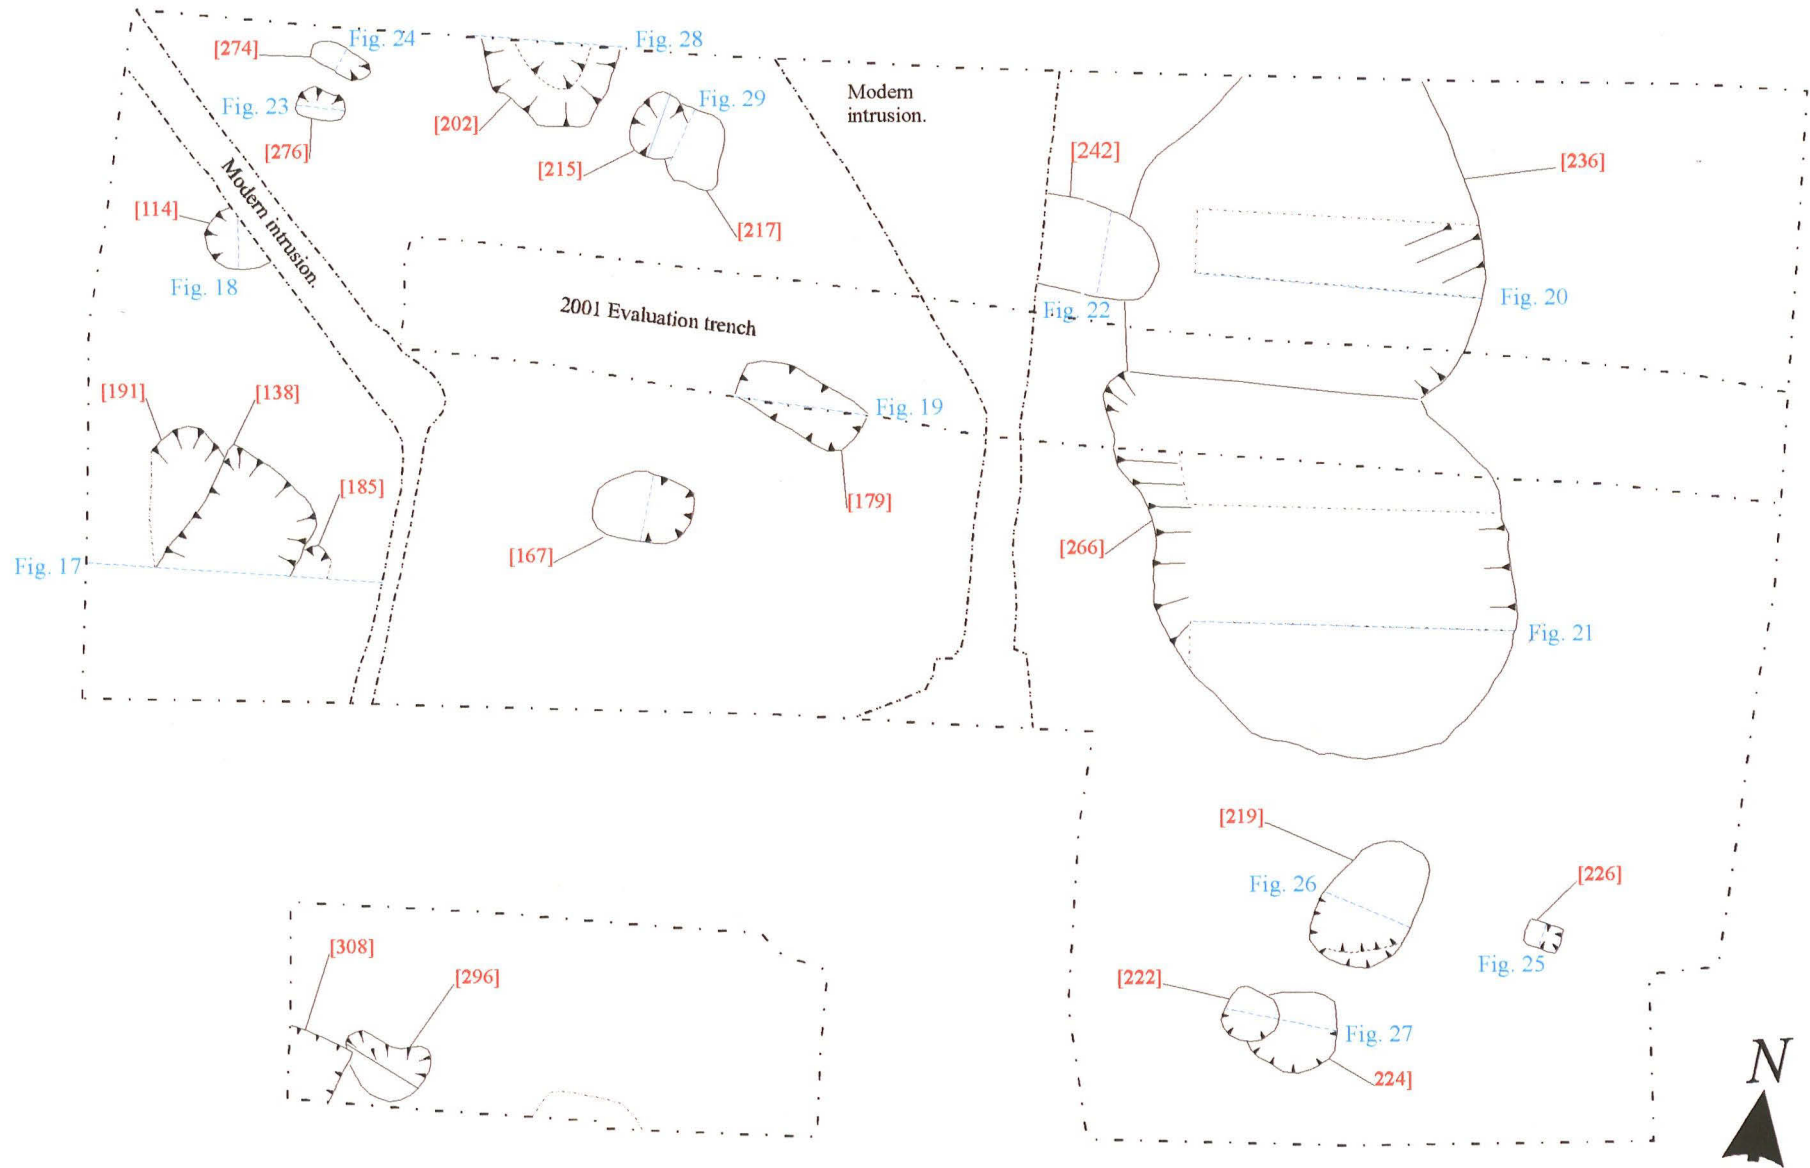 [274]
Fig. 24
Fig. 28
Fig. 23
[202]
Fig. 29
Modern
intrusion.
[276]
[215]
[242]
[236]
[114]
Modern intrusion.
[217]
Fig. 18
2001 Evaluation trench
Fig. 22
Fig. 20
[191]
[138]
Fig. 19
[185]
[179]
[167]
[266]
Fig. 17
Fig. 21
[219]
Fig. 26
[226]
Fig. 25
[308]
[296]
[222]
Fig. 27
224]
N